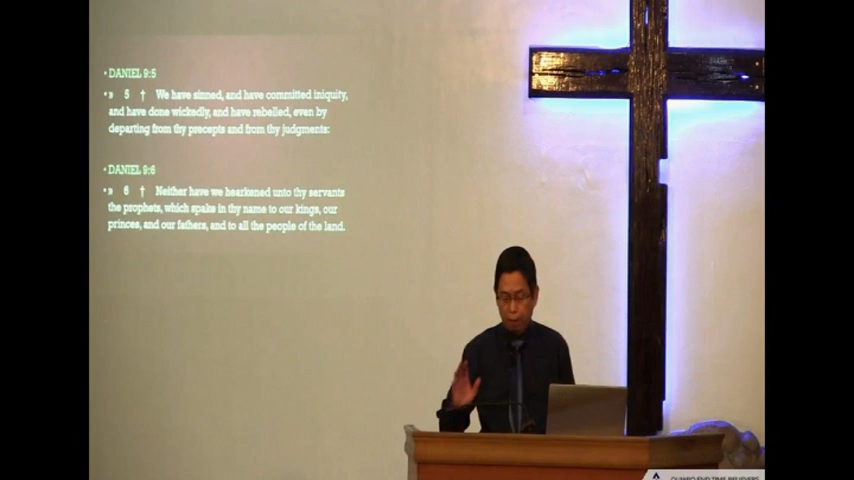 • DANIEL 9:5
• » 5 † We have sinned, and have committed iniquity,
and have done wickedly, and have rebelled, even by
departing from thy precepts and from thy judgments:
• DANIEL 9:6
• » 6 † Neither have we hearkened unto thy servants
the prophets, which spake in thy name to our kings, our
princes, and our fathers, and to all the people of the land.
END TIME BELIEVERS